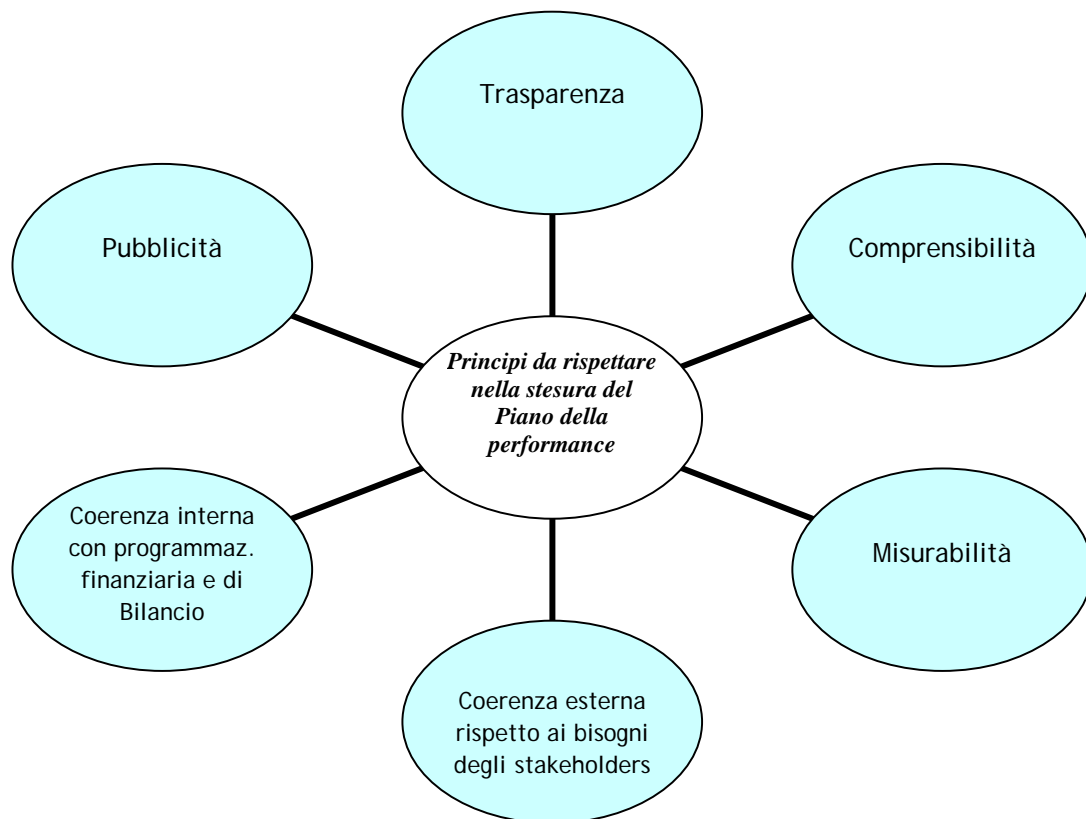 Trasparenza
Pubblicità
Comprensibilità
Principi da rispettare
nella stesura del
Piano della
performance
Coerenza interna
con programmaz.
finanziaria e di
Bilancio
Misurabilità
Coerenza esterna
rispetto ai bisogni
degli stakeholders